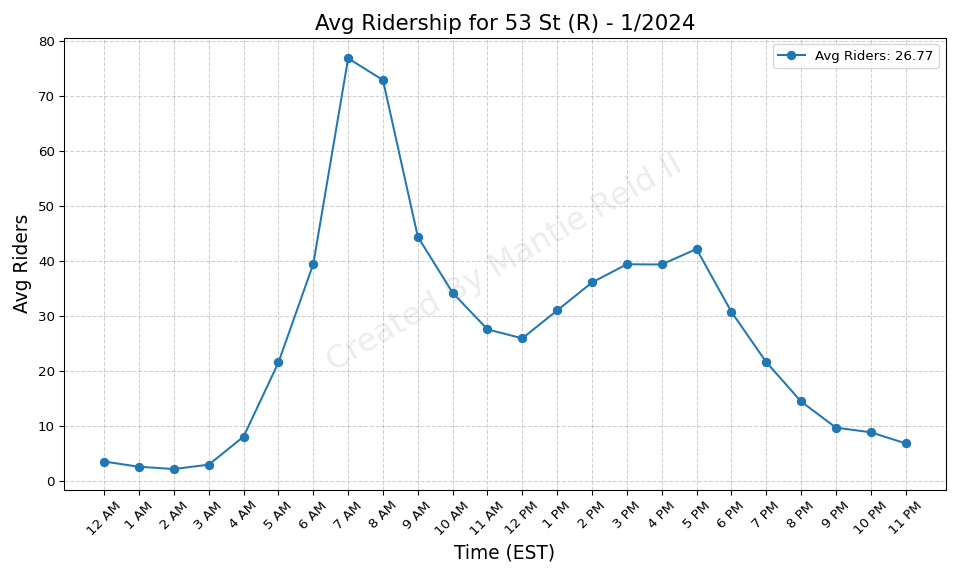 Avg Ridership for 53 St (R) - 1/2024
Avg Riders: 26.77
80
70
60
50
40
30
20
10
0
Avg Riders
Created By Mantie Reid II
12 AM
1 AM
2 AM
3 AM
4 AM
5 AM
6 AM
7 AM
8 AM
9 AM
10 AM
11 AM
12 PM
1 PM
2 PM
3 PM
4 PM
5 PM
6 PM
7 PM
8 PM
9 PM
10 PM
11 PM
Time (EST)